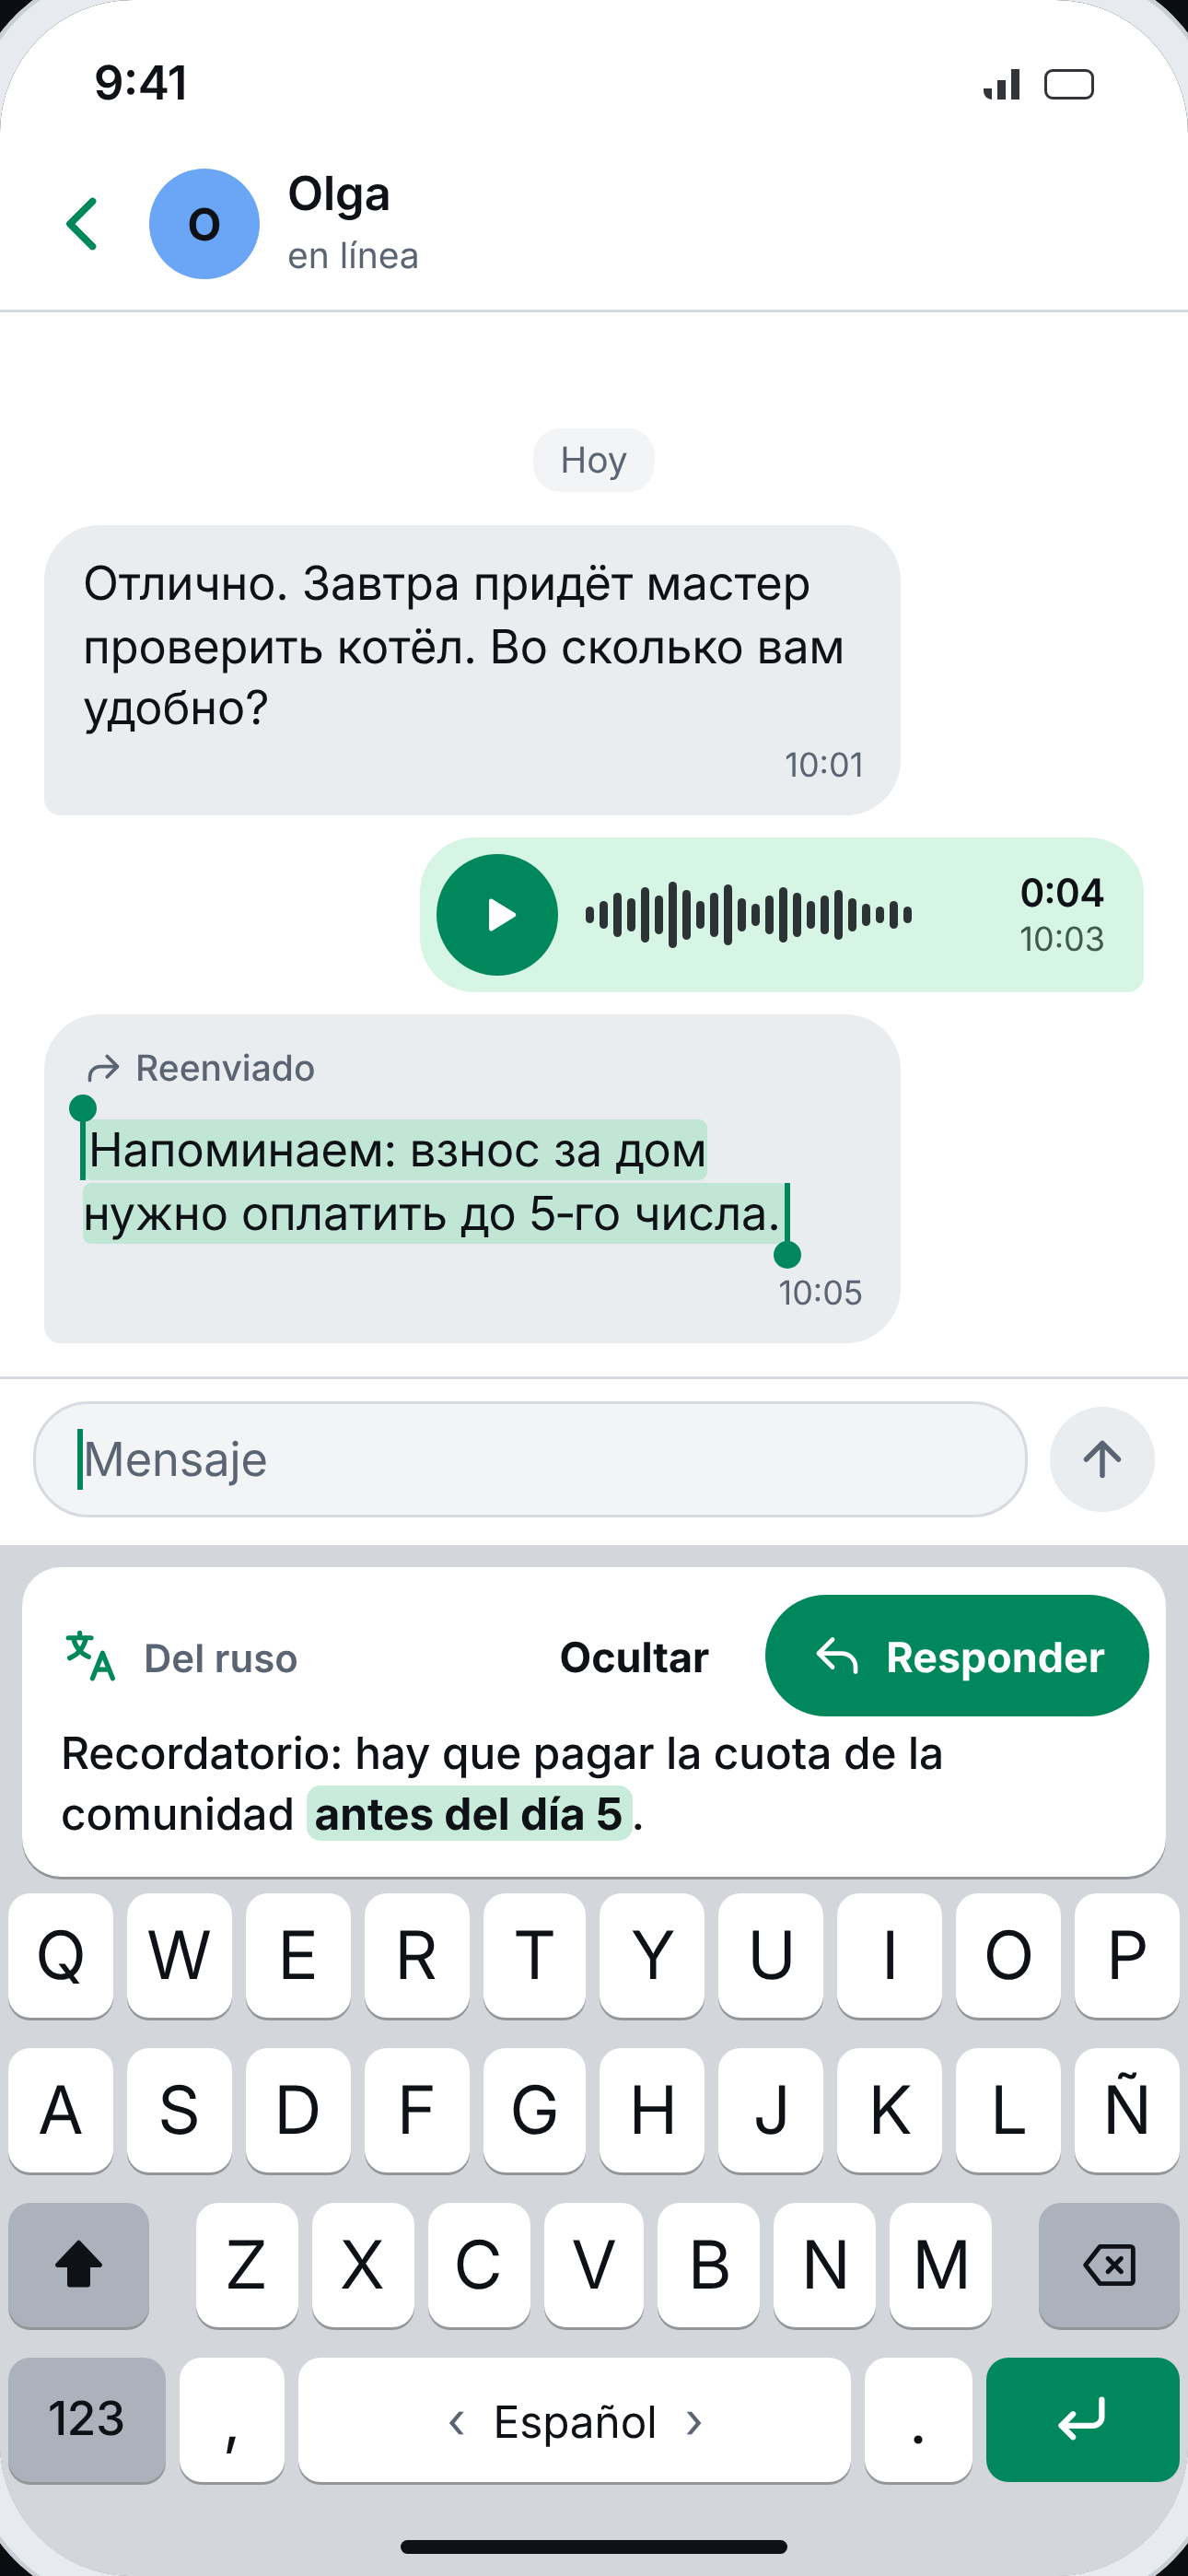 9:41
O
Olga
en línea
Hoy
Отлично. Завтра придёт мастер
проверить котёл. Во сколько вам
удобно?
10:01
0:04
10:03
Reenviado
Напоминаем: взнос за дом
нужно оплатить до 5-го числа.
10:05
Mensaje
Del ruso
Ocultar
Responder
Recordatorio: hay que pagar la cuota de la
comunidad antes del día 5.
Q W E R T Y U I O P
A S D F G H J K L Ñ
Z X C V B N M
123 , ‹ Español › .